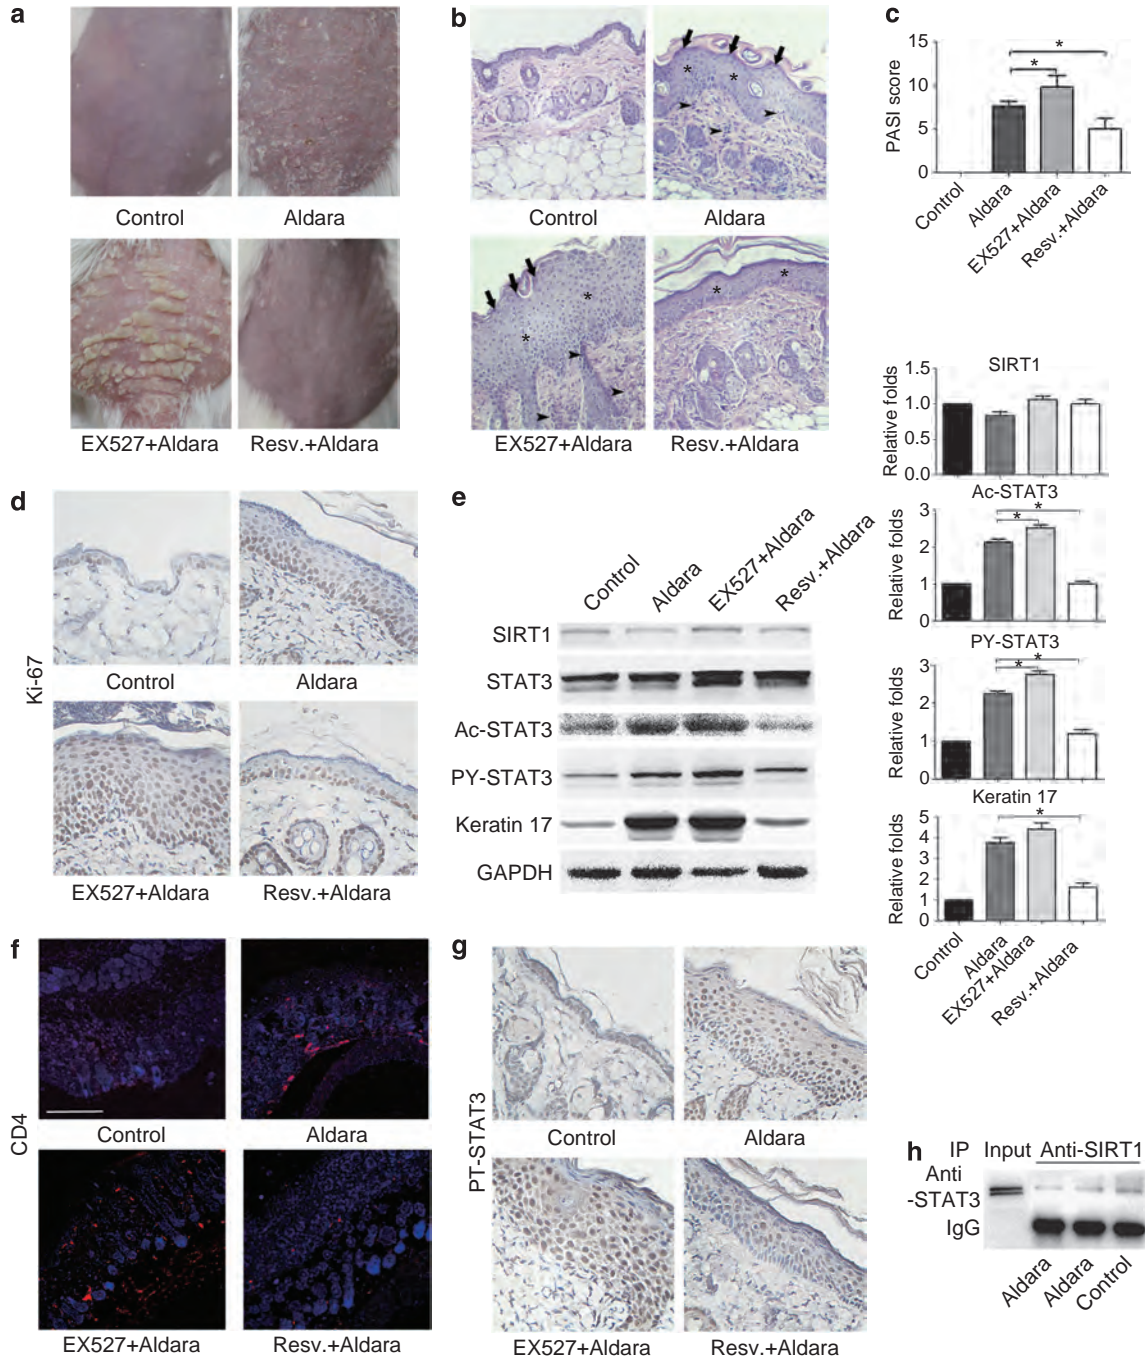 a
Control
Aldara
EX527+Aldara
Resv.+Aldara
b
Control
Aldara
EX527+Aldara
Resv.+Aldara
c
PASI score
15
10
5
0
*
*
Control
Aldara
EX527+Aldara
Resv.+Aldara
d
Ki-67
Control
Aldara
EX527+Aldara
Resv.+Aldara
e
Control
Aldara
EX527+Aldara
Resv.+Aldara
SIRT1
STAT3
Ac-STAT3
PY-STAT3
Keratin 17
GAPDH
SIRT1
Relative folds
1.5
1.0
0.5
0.0
Ac-STAT3
Relative folds
3
2
1
0
*
*
PY-STAT3
Relative folds
3
2
1
0
*
*
Keratin 17
Relative folds
5
4
3
2
1
0
*
Control
Aldara
EX527+Aldara
Resv.+Aldara
f
CD4
Control
Aldara
EX527+Aldara
Resv.+Aldara
g
PT-STAT3
Control
Aldara
EX527+Aldara
Resv.+Aldara
h
IP Input Anti-SIRT1
Anti
-STAT3
IgG
Aldara
Aldara
Control